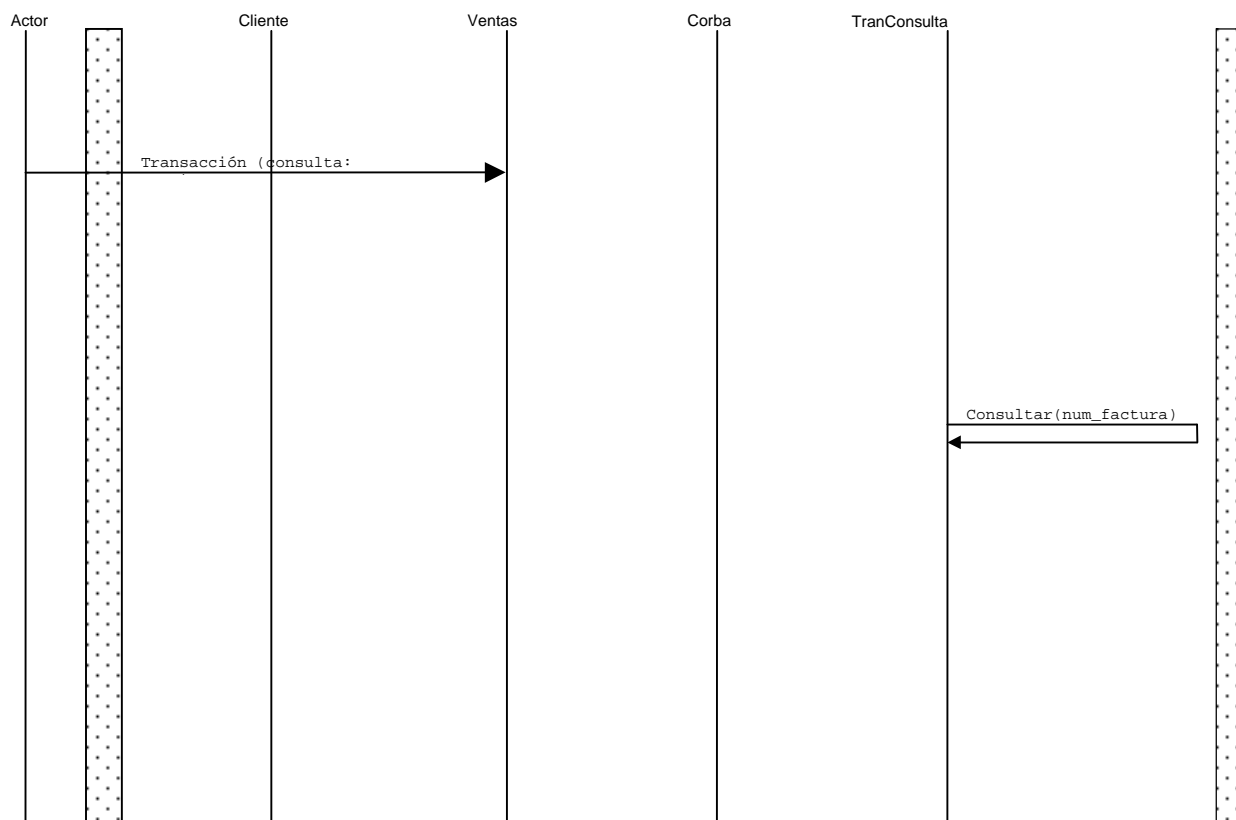 Actor
Cliente
Ventas
Corba
TranConsulta
Transacción (consulta:
Consultar(num_factura)